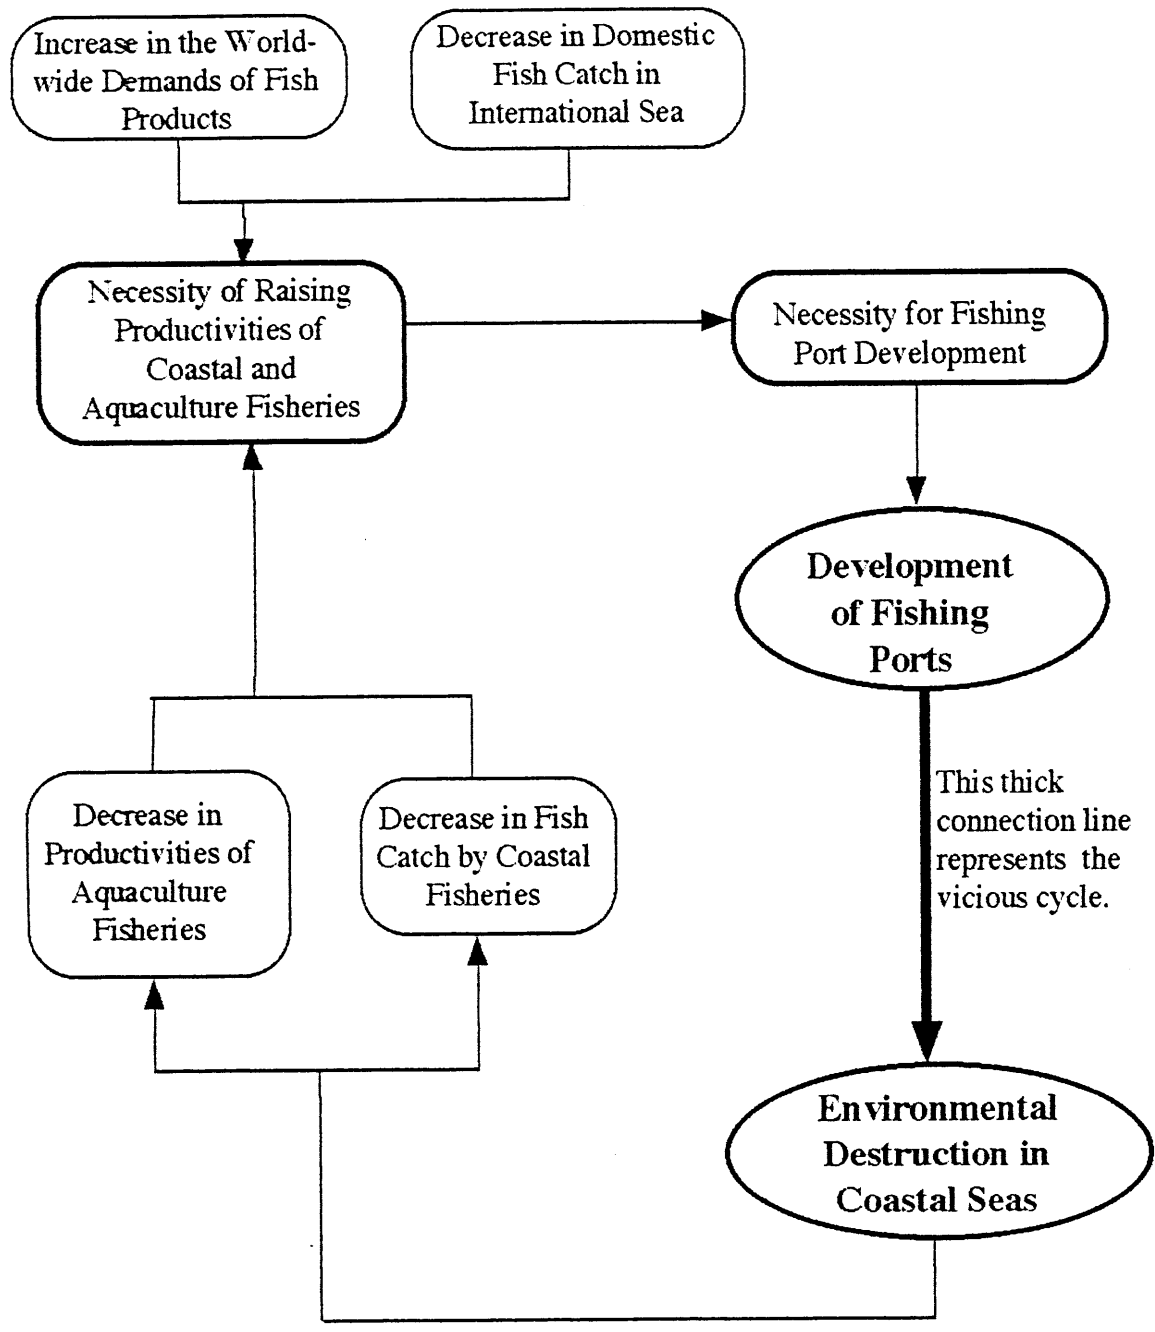 Increase in the World-
wide Demands of Fish
Products
Decrease in Domestic
Fish Catch in
International Sea
Necessity of Raising
Productivities of
Coastal and
Aquaculture Fisheries
Necessity for Fishing
Port Development
Development
of Fishing
Ports
This thick
connection line
represents the
vicious cycle.
Decrease in
Productivities of
Aquaculture
Fisheries
Decrease in Fish
Catch by Coastal
Fisheries
Environmental
Destruction in
Coastal Seas